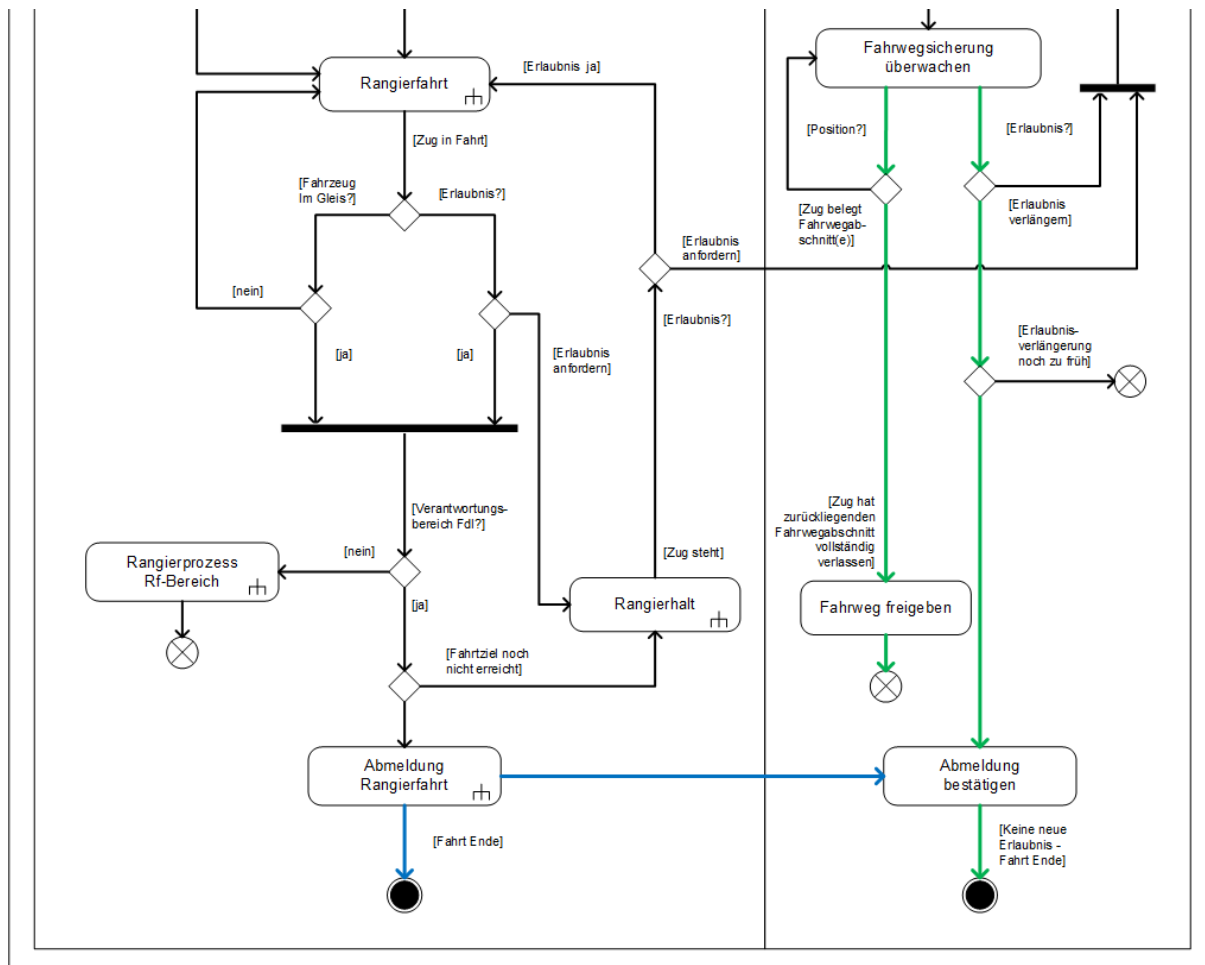 Fahrwegsicherung
überwachen
[Erlaubnis ja]
Rangierfahrt
[Position?]
[Erlaubnis?]
[Zug in Fahrt]
[Fahrzeug
Im Gleis?]
[Erlaubnis?]
[Zug belegt
Fahrwegab-
schnitt(e)]
[Erlaubnis
verlängern]
[Erlaubnis
anfordern]
[nein]
[Erlaubnis?]
[Erlaubnis-
verlängerung
noch zu früh]
[ja]
[ja]
[Erlaubnis
anfordern]
[Verantwortungs-
bereich Fdl?]
[Zug hat
zurückliegenden
Fahrwegabschnitt
vollständig
verlassen]
[nein]
[Zug steht]
Rangierprozess
Rf-Bereich
[ja]
Rangierhalt
Fahrweg freigeben
[Fahrtziel noch
nicht erreicht]
Abmeldung
Rangierfahrt
Abmeldung
bestätigen
[Fahrt Ende]
[Keine neue
Erlaubnis -
Fahrt Ende]